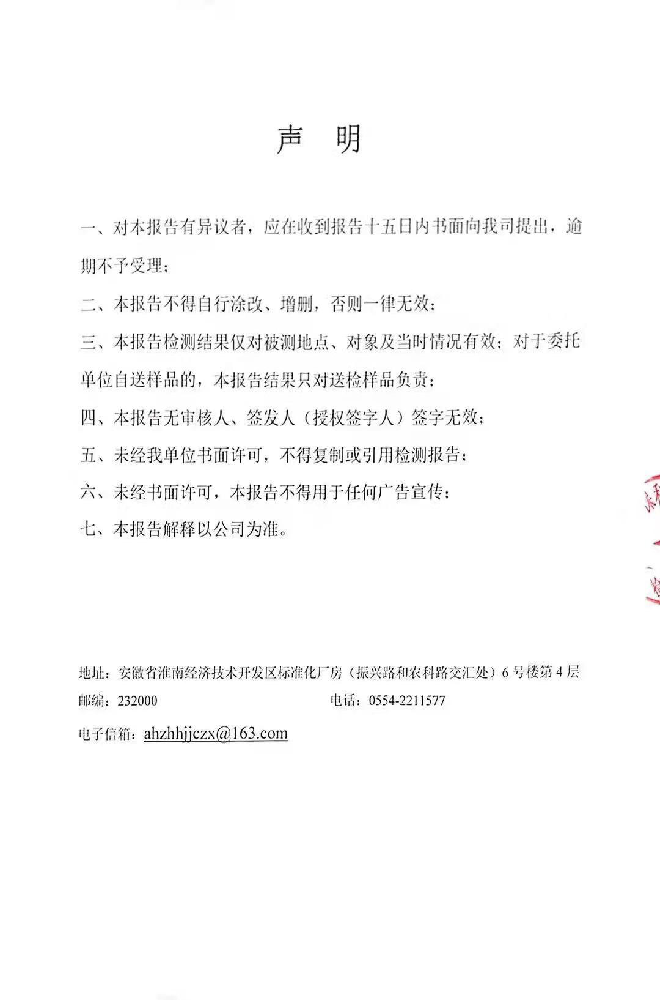 声 明
一、对本报告有异议者，应在收到报告十五日内书面向我司提出，逾
期不予受理；
二、本报告不得自行涂改、增删，否则一律无效；
三、本报告检测结果仅对被测地点、对象及当时情况有效；对于委托
单位自送样品的，本报告结果只对送检样品负责；
四、本报告无审核人、签发人（授权签字人）签字无效；
五、未经我单位书面许可，不得复制或引用检测报告；
六、未经书面许可，本报告不得用于任何广告宣传；
七、本报告解释以公司为准。
地址：安徽省淮南经济技术开发区标准化厂房（振兴路和农科路交汇处）6 号楼第 4 层
邮编：232000 电话：0554-2211577
电子信箱：ahzhhjjczx@163.com